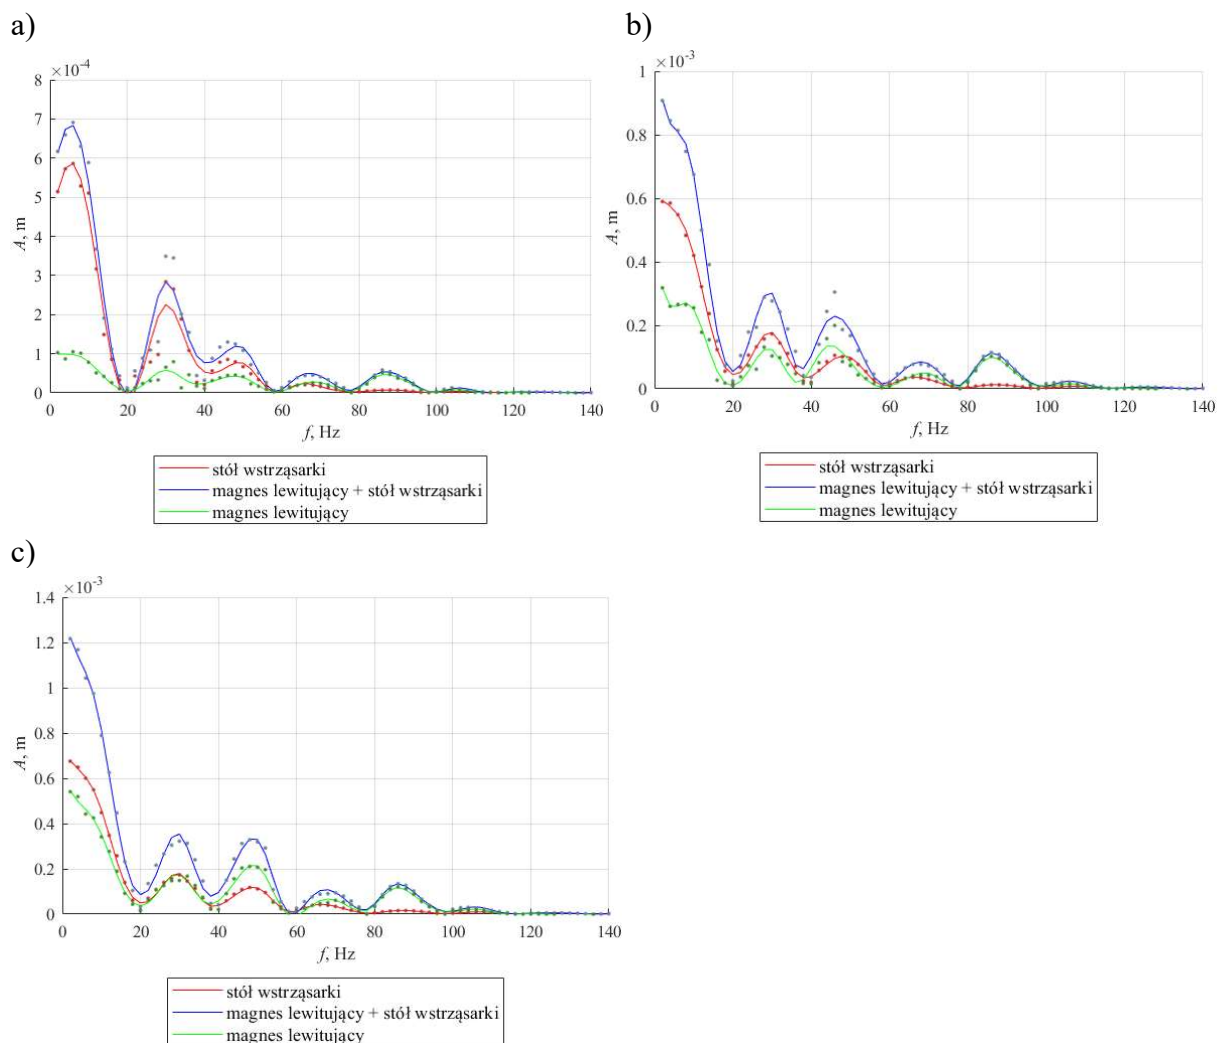 a)
×10⁻⁴
8
7
6
5
4
3
2
1
0
A, m
0 20 40 60 80 100 120 140
f, Hz
stół wstrząsarki
magnes lewitujący + stół wstrząsarki
magnes lewitujący
b)
×10⁻³
1
0.8
0.6
0.4
0.2
0
A, m
0 20 40 60 80 100 120 140
f, Hz
stół wstrząsarki
magnes lewitujący + stół wstrząsarki
magnes lewitujący
c)
×10⁻³
1.4
1.2
1
0.8
0.6
0.4
0.2
0
A, m
0 20 40 60 80 100 120 140
f, Hz
stół wstrząsarki
magnes lewitujący + stół wstrząsarki
magnes lewitujący